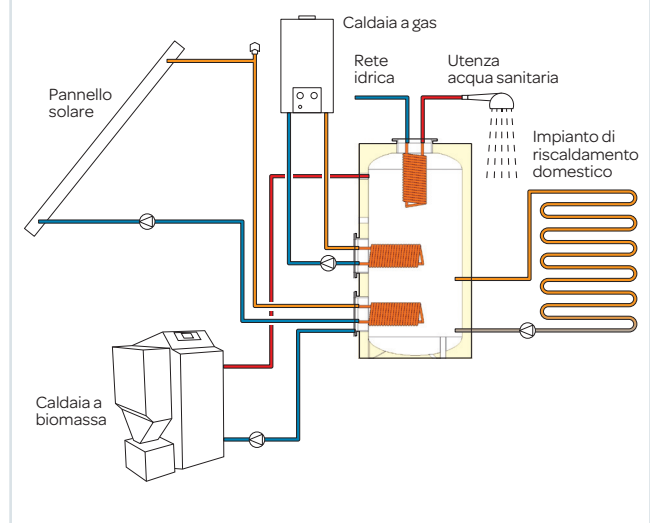 Caldaia a gas
Rete
idrica
Utenza
acqua sanitaria
Pannello
solare
Impianto di
riscaldamento
domestico
Caldaia a
biomassa